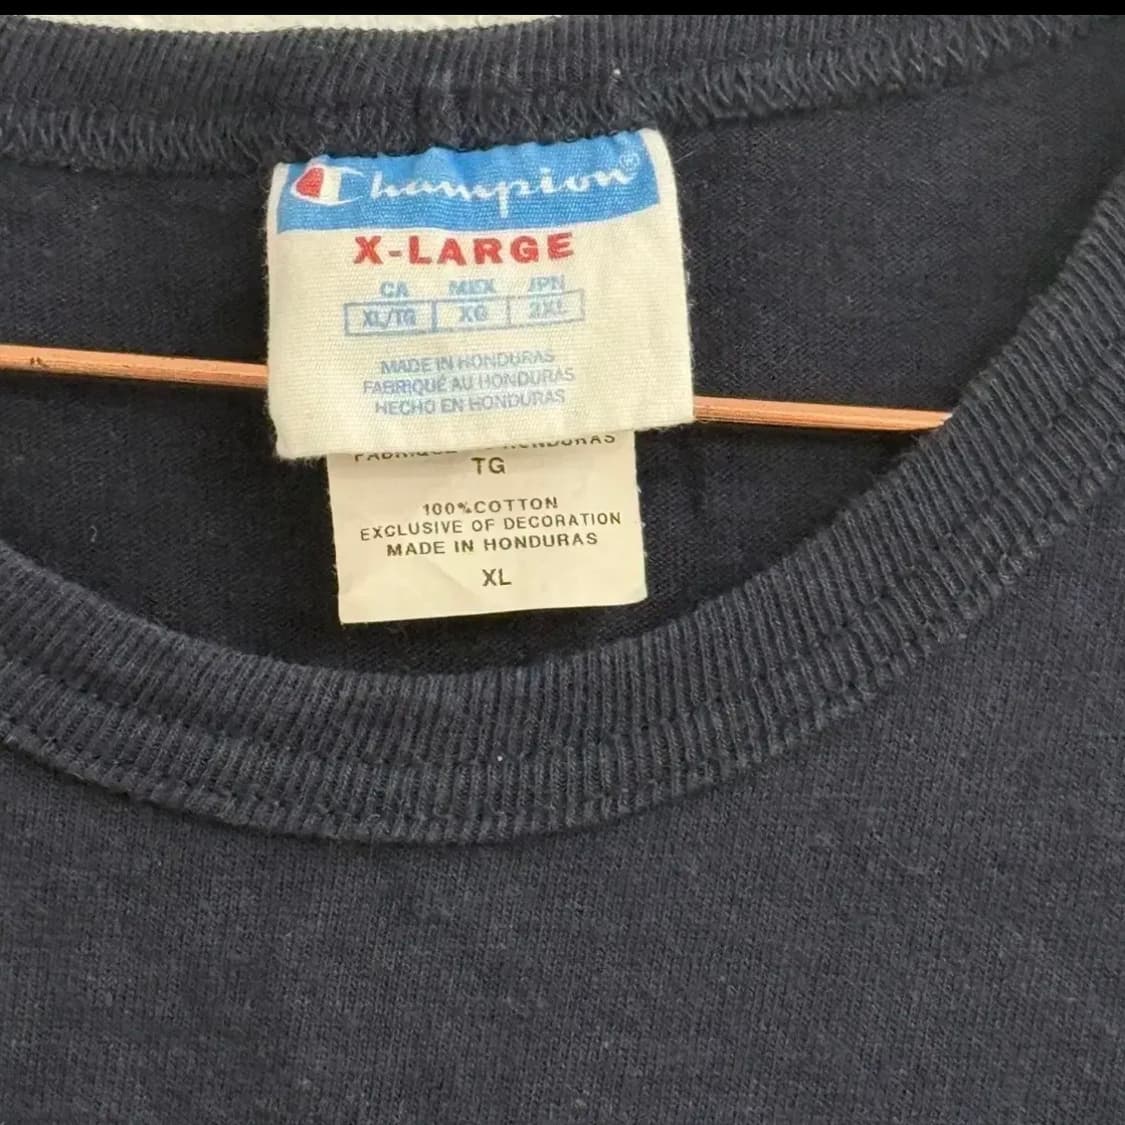 Champion®
X-LARGE
CA MEX JPN
XL/TG XG 2XL
MADE IN HONDURAS
FABRIQUÉ AU HONDURAS
HECHO EN HONDURAS
TG
100%COTTON
EXCLUSIVE OF DECORATION
MADE IN HONDURAS
XL